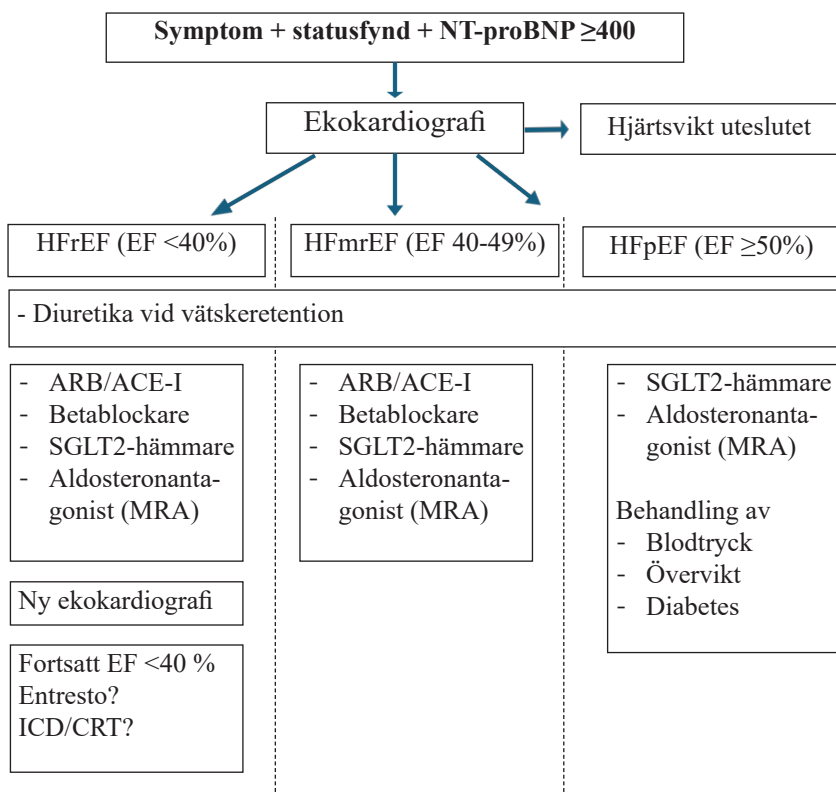 Symptom + statusfynd + NT-proBNP ≥400
Ekokardiografi
Hjärtsvikt uteslutet
HFrEF (EF <40%)
HFmrEF (EF 40-49%)
HFpEF (EF ≥50%)
- Diuretika vid vätskeretention
- ARB/ACE-I
- Betablockare
- SGLT2-hämmare
- Aldosteronanta-
gonist (MRA)
Ny ekokardiografi
Fortsatt EF <40 %
Entresto?
ICD/CRT?
- ARB/ACE-I
- Betablockare
- SGLT2-hämmare
- Aldosteronanta-
gonist (MRA)
- SGLT2-hämmare
- Aldosteronanta-
gonist (MRA)
Behandling av
- Blodtryck
- Övervikt
- Diabetes